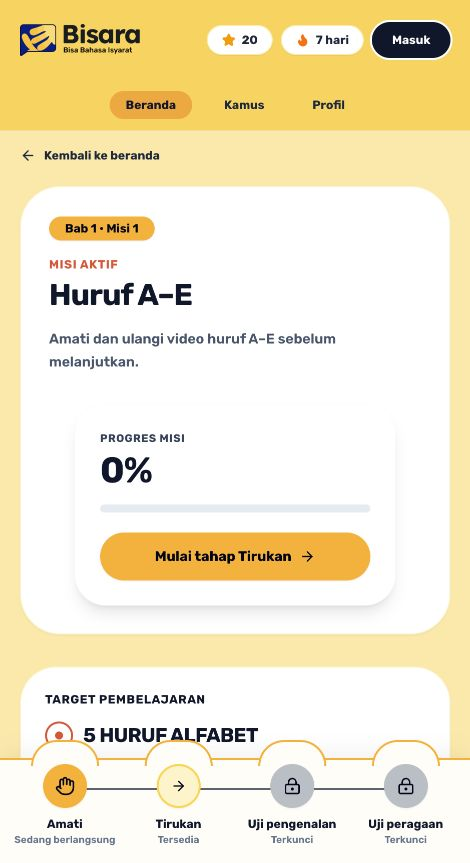 Bisara
Bisa Bahasa Isyarat
20
7 hari
Masuk
Beranda
Kamus
Profil
← Kembali ke beranda
Bab 1 • Misi 1
MISI AKTIF
Huruf A–E
Amati dan ulangi video huruf A–E sebelum
melanjutkan.
PROGRES MISI
0%
Mulai tahap Tirukan →
TARGET PEMBELAJARAN
5 HURUF ALFABET
Amati
Sedang berlangsung
Tirukan
Tersedia
Uji pengenalan
Terkunci
Uji peragaan
Terkunci